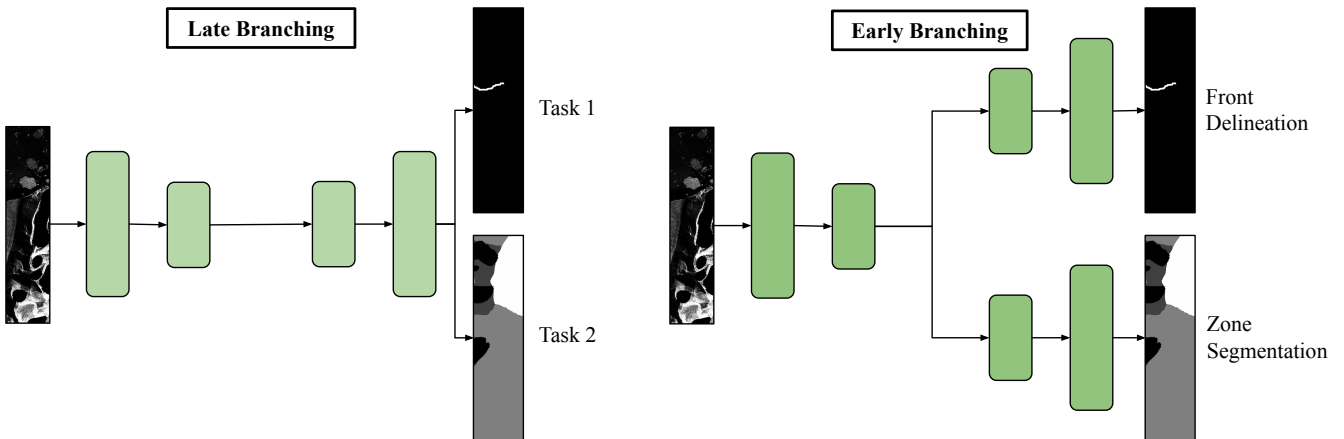 Late Branching
Task 1
Task 2
Early Branching
Front
Delineation
Zone
Segmentation